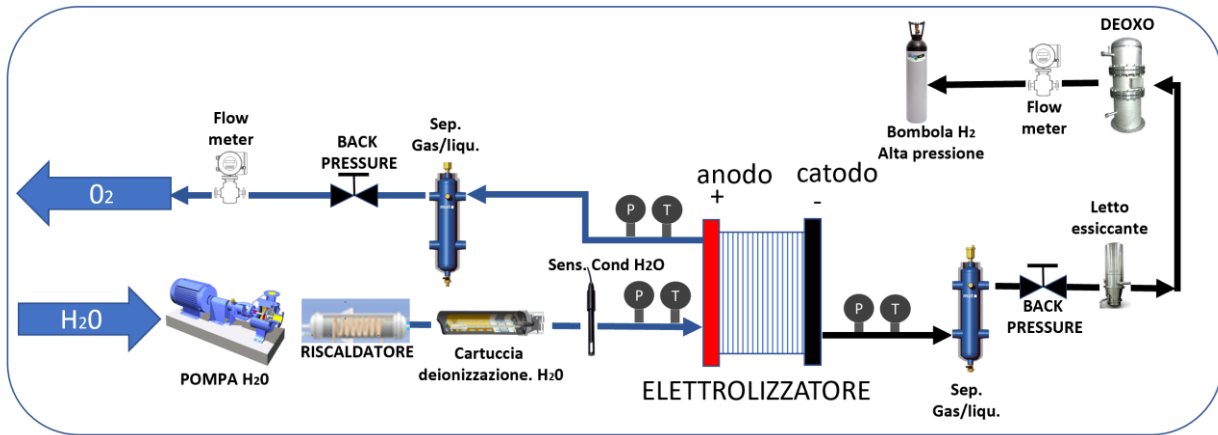 DEOXO
Flow
meter
Bombola H2
Alta pressione
Flow
meter
BACK
PRESSURE
Sep.
Gas/liqu.
O2
anodo
+
catodo
-
P
T
Letto
essiccante
Sens. Cond H2O
H20
POMPA H20
RISCALDATORE
Cartuccia
deionizzazione. H20
P
T
P
T
ELETTROLIZZATORE
Sep.
Gas/liqu.
BACK
PRESSURE